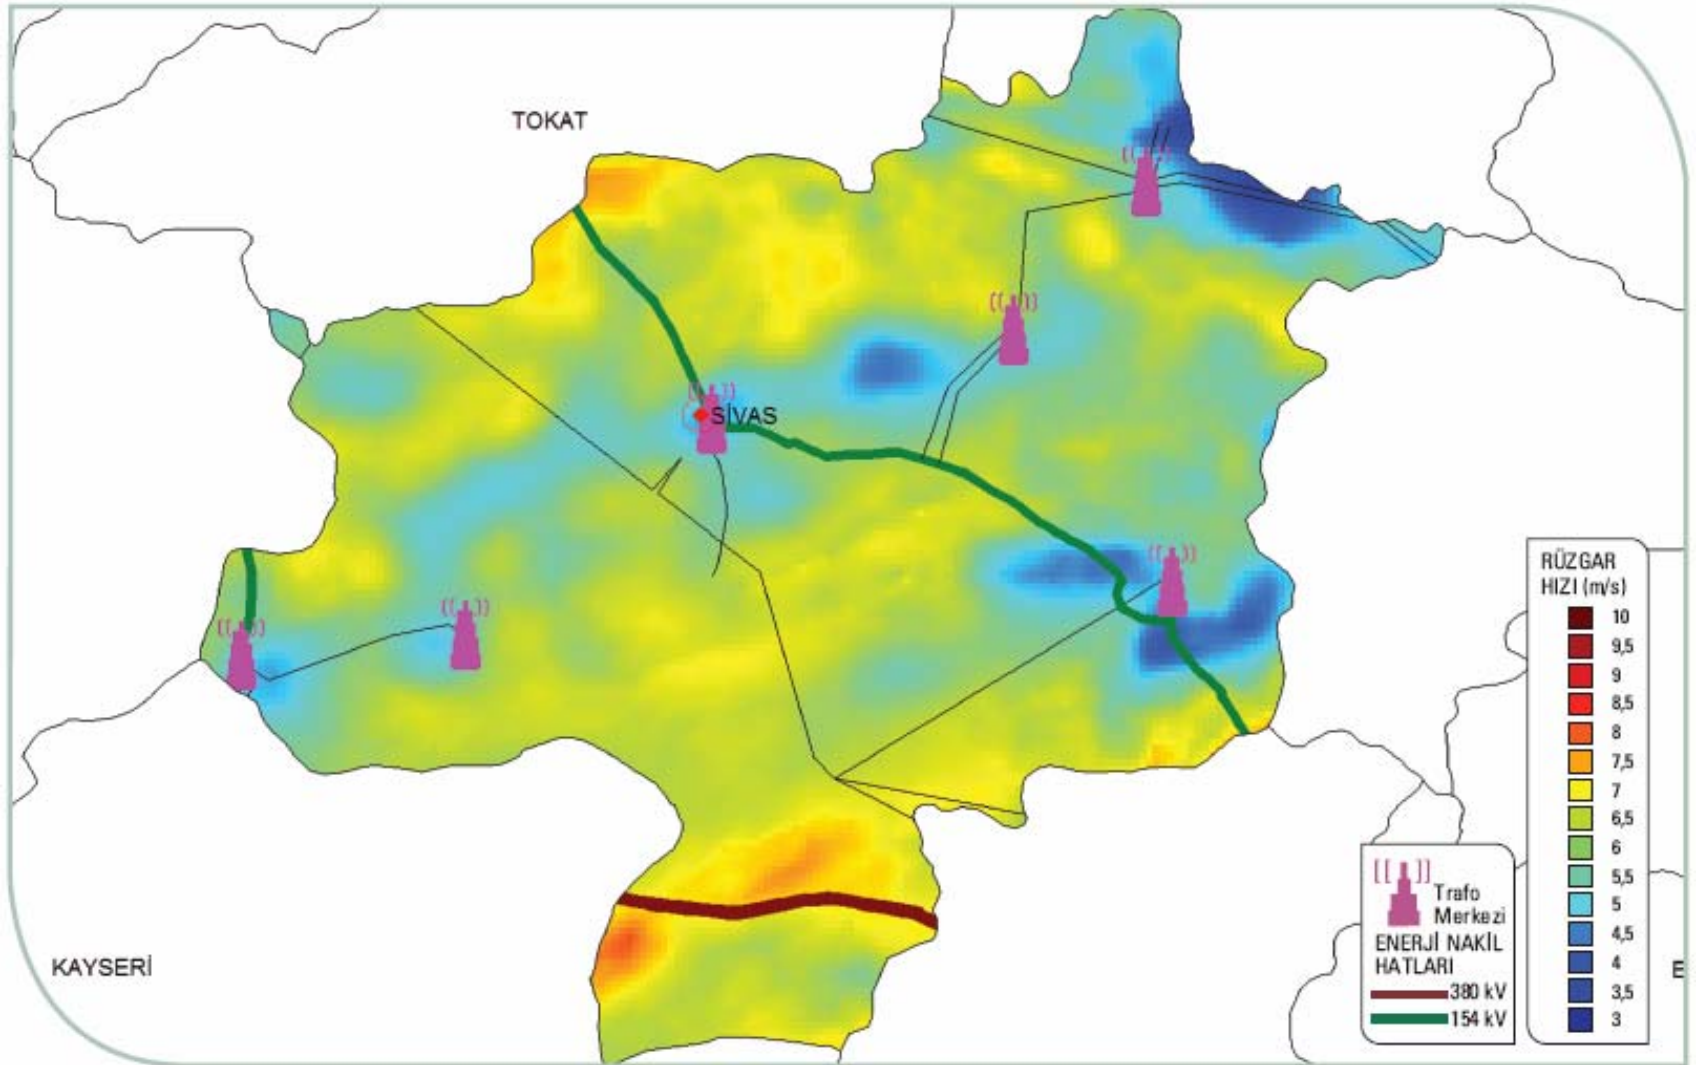 TOKAT
SİVAS
KAYSERİ
RÜZGAR
HIZI (m/s)
10
9,5
9
8,5
8
7,5
7
6,5
6
5,5
5
4,5
4
3,5
3
Trafo
Merkezi
ENERJİ NAKİL
HATLARI
380 kV
154 kV